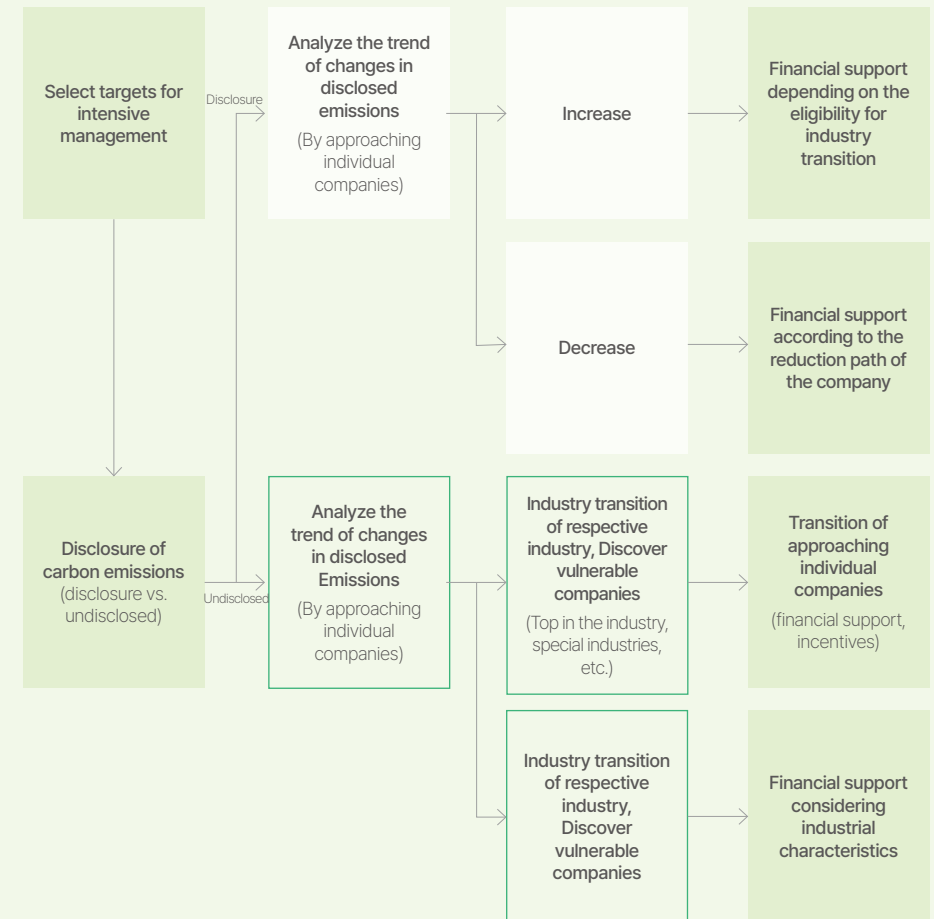 Select targets for
intensive
management
Disclosure
Analyze the trend
of changes in
disclosed
emissions
(By approaching
individual
companies)
Increase
Financial support
depending on the
eligibility for
industry
transition
Decrease
Financial support
according to the
reduction path of
the company
Disclosure of
carbon emissions
(disclosure vs.
undisclosed)
Undisclosed
Analyze the
trend of changes
in disclosed
Emissions
(By approaching
individual
companies)
Industry transition
of respective
industry, Discover
vulnerable
companies
(Top in the industry,
special industries,
etc.)
Transition of
approaching
individual
companies
(financial support,
incentives)
Industry transition
of respective
industry,
Discover
vulnerable
companies
Financial support
considering
industrial
characteristics